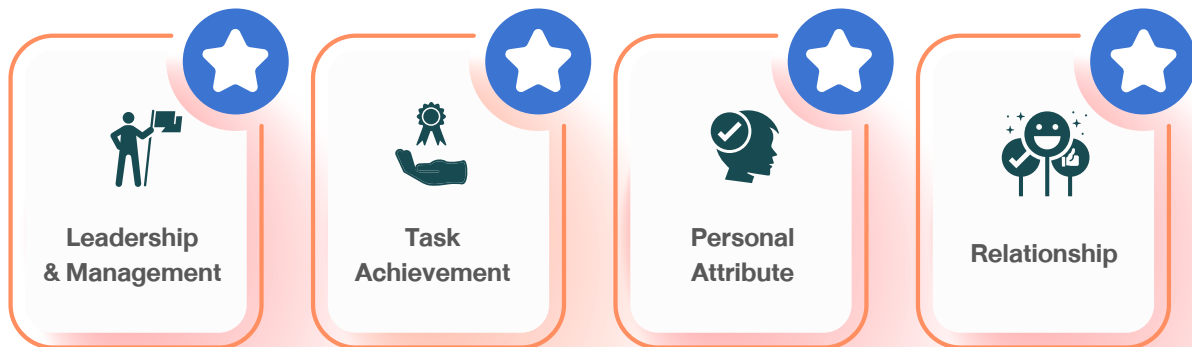 Leadership
& Management
Task
Achievement
Personal
Attribute
Relationship